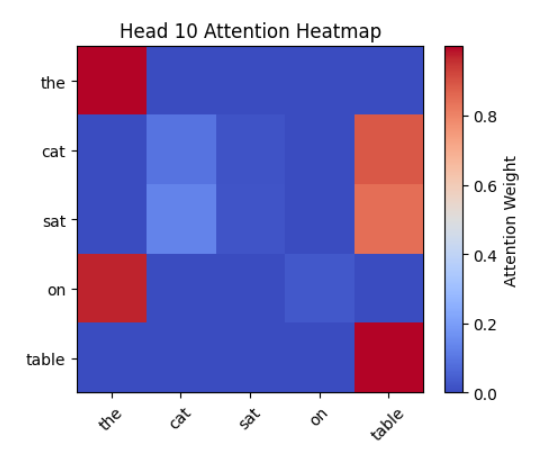 Head 10 Attention Heatmap
the
cat
sat
on
table
the
cat
sat
on
table
0.8
0.6
0.4
0.2
0.0
Attention Weight